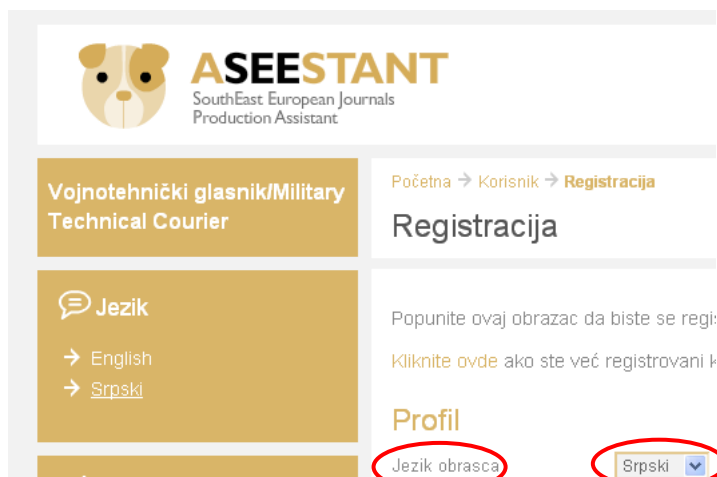 ASEESTANT
SouthEast European Journals
Production Assistant
Vojnotehnički glasnik/Military
Technical Courier
Jezik
English
Srpski
Početna → Korisnik → Registracija
Registracija
Popunite ovaj obrazac da biste se
Kliknite ovde ako ste već registrovani
Profil
Jezik obrasca
Srpski